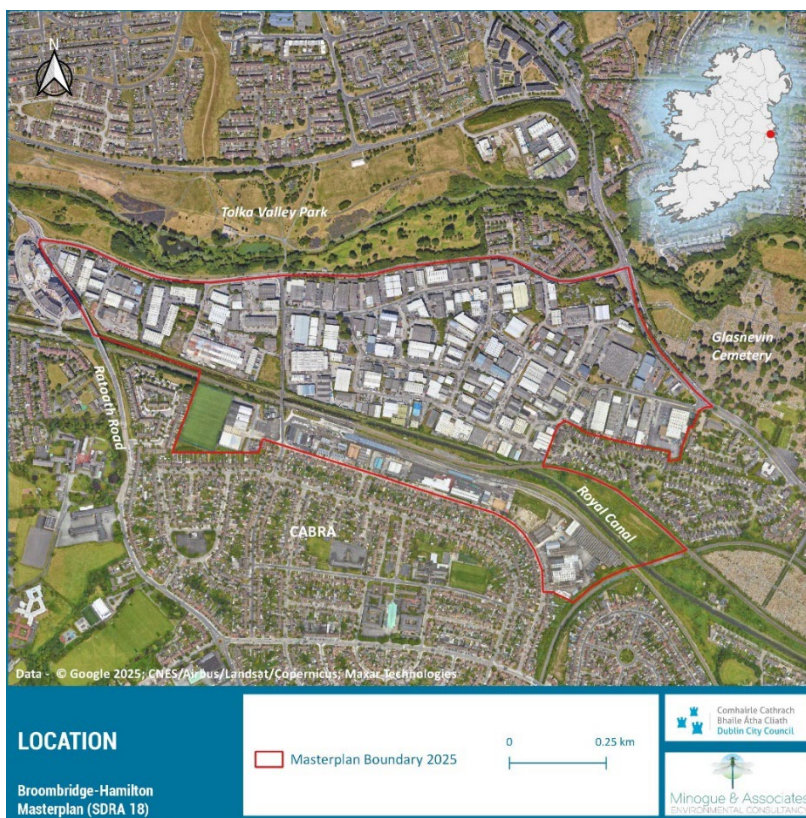 N
Tolka Valley Park
Glasnevin
Cemetery
Ratoath Road
Royal Canal
CABRA
Data - © Google 2025; CNES/Airbus/Landsat/Copernicus; Maxar Technologies
LOCATION
Broombridge-Hamilton
Masterplan (SDRA 18)
Masterplan Boundary 2025
0 0.25 km
Comhairle Cathrach
Bhaile Átha Cliath
Dublin City Council
Minogue & Associates
ENVIRONMENTAL CONSULTANCY